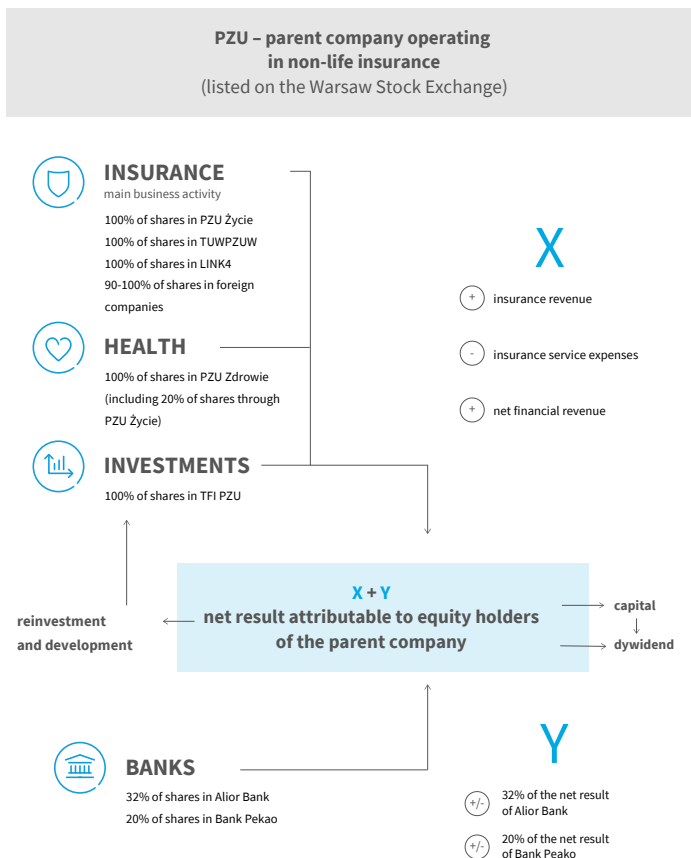 PZU – parent company operating
in non-life insurance
(listed on the Warsaw Stock Exchange)
INSURANCE
main business activity
100% of shares in PZU Życie
100% of shares in TUWPZUW
100% of shares in LINK4
90-100% of shares in foreign
companies
HEALTH
100% of shares in PZU Zdrowie
(including 20% of shares through
PZU Życie)
INVESTMENTS
100% of shares in TFI PZU
X
+ insurance revenue
- insurance service expenses
+ net financial revenue
X + Y
net result attributable to equity holders
of the parent company
reinvestment
and development
capital
dywidend
BANKS
32% of shares in Alior Bank
20% of shares in Bank Pekao
Y
+/- 32% of the net result
of Alior Bank
+/- 20% of the net result
of Bank Peako